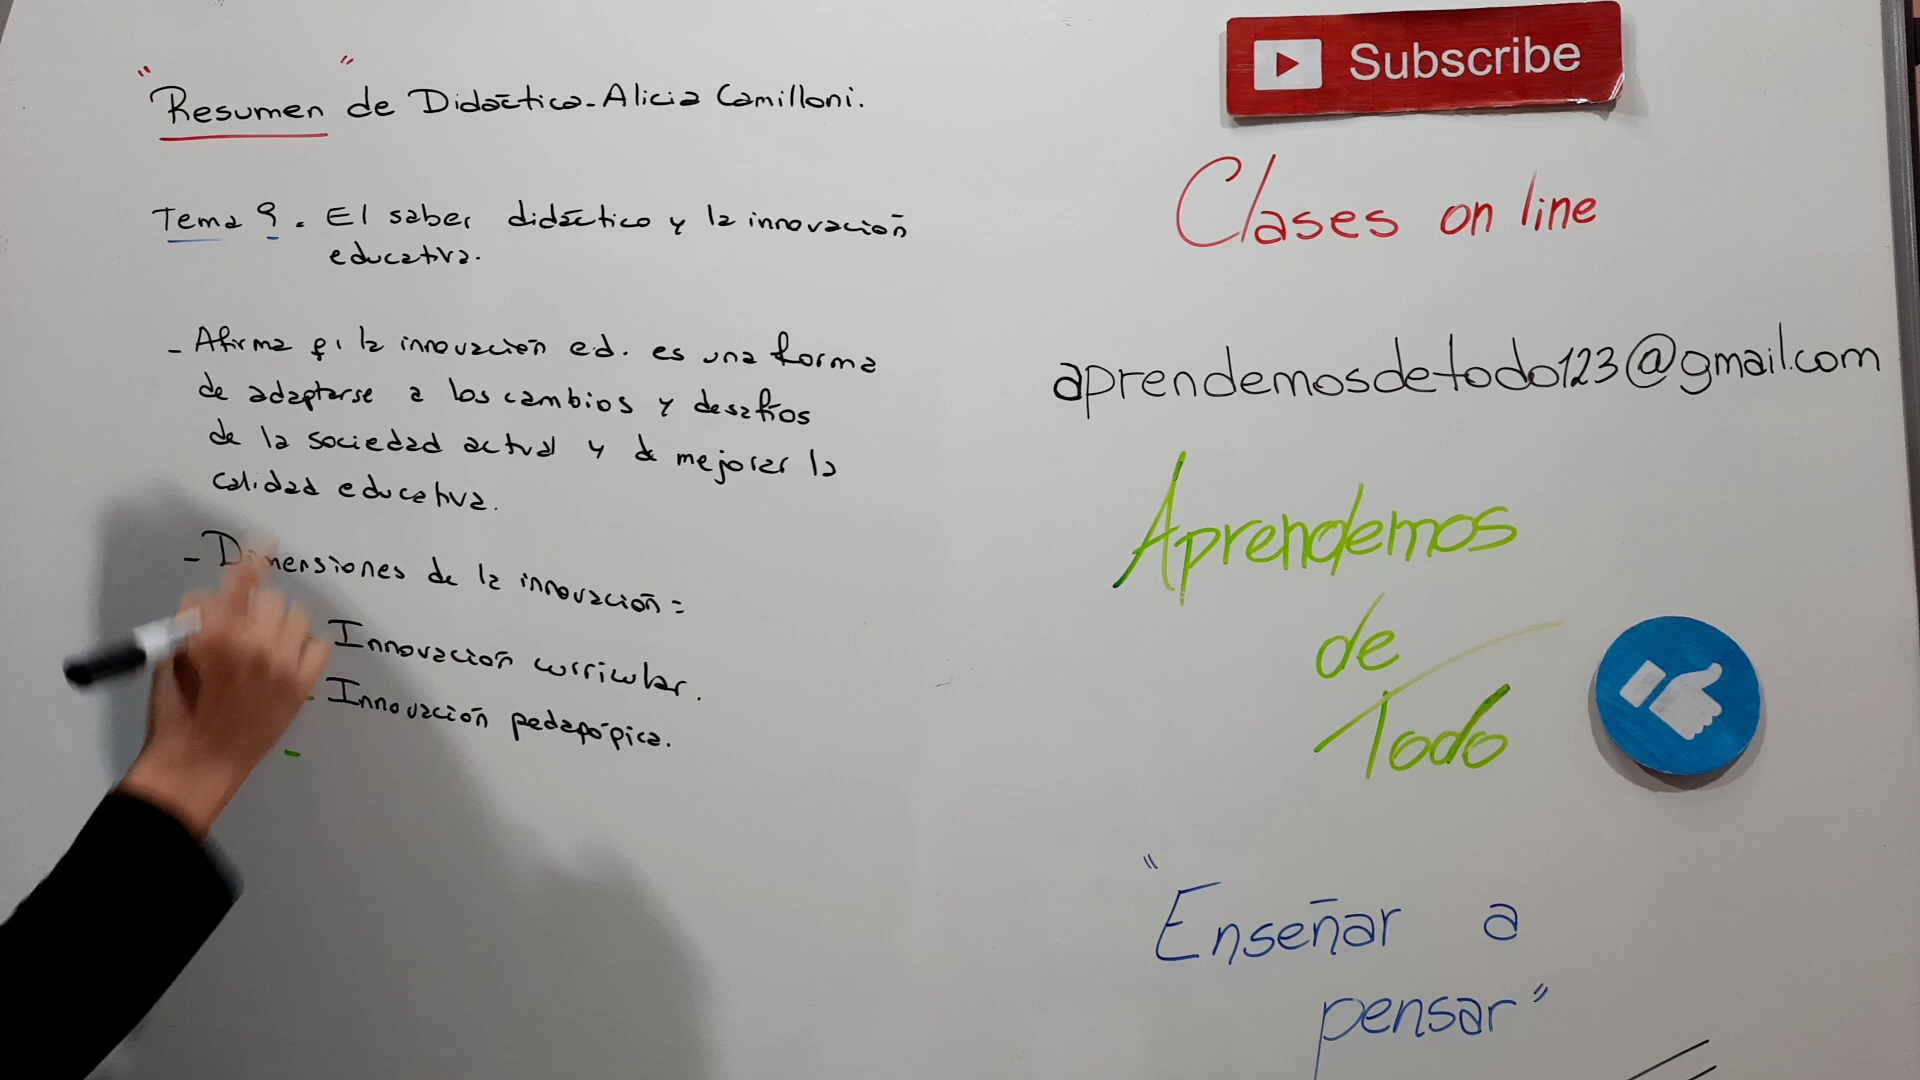 "Resumen" de Didáctica-Alicia Camilloni.
Tema 9. El saber didáctico y la innovación
educativa.
- Afirma q' la innovación ed. es una forma
de adaptarse a los cambios y desafíos
de la sociedad actual y de mejorar la
calidad educativa.
- Dimensiones de la innovación:
Innovación curricular.
- Innovación pedagógica.
-
Subscribe
Clases on line
aprendemosdetodo123@gmail.com
Aprendemos
de
Todo
"Enseñar a
pensar"